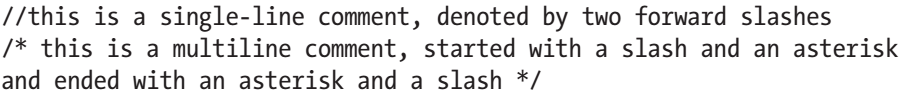 //this is a single-line comment, denoted by two forward slashes
/* this is a multiline comment, started with a slash and an asterisk
and ended with an asterisk and a slash */